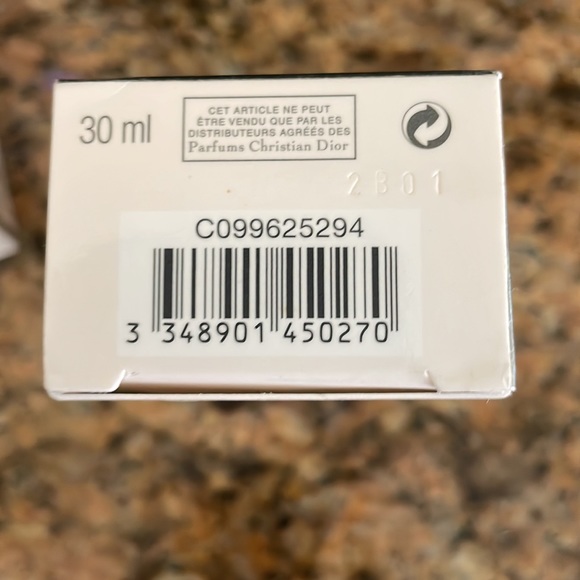 30 ml
CET ARTICLE NE PEUT
ÊTRE VENDU QUE PAR LES
DISTRIBUTEURS AGRÉÉS DES
Parfums Christian Dior
2B01
C099625294
3 348901 450270